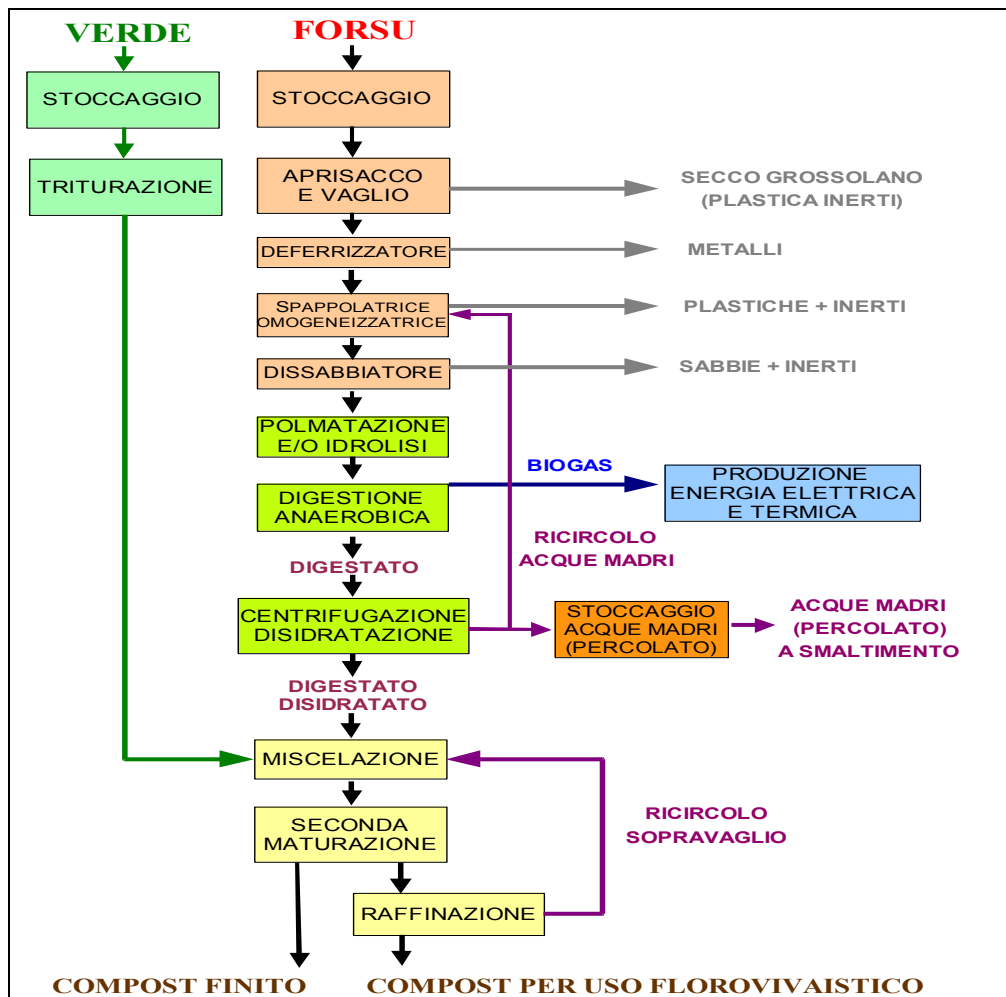 VERDE
FORSU
STOCCAGGIO
STOCCAGGIO
TRITURAZIONE
APRISACCO
E VAGLIO
SECCO GROSSOLANO
(PLASTICA INERTI)
DEFERRIZZATORE
METALLI
SPAPPOLATRICE
OMOGENEIZZATRICE
PLASTICHE + INERTI
DISSABBIATORE
SABBIE + INERTI
POLMATAZIONE
E/O IDROLISI
BIOGAS
PRODUZIONE
ENERGIA ELETTRICA
E TERMICA
DIGESTIONE
ANAEROBICA
RICIRCOLO
ACQUE MADRI
DIGESTATO
CENTRIFUGAZIONE
DISIDRATAZIONE
STOCCAGGIO
ACQUE MADRI
(PERCOLATO)
ACQUE MADRI
(PERCOLATO)
A SMALTIMENTO
DIGESTATO
DISIDRATATO
MISCELAZIONE
SECONDA
MATURAZIONE
RICIRCOLO
SOPRAVAGLIO
RAFFINAZIONE
COMPOST FINITO
COMPOST PER USO FLOROVIVAISTICO